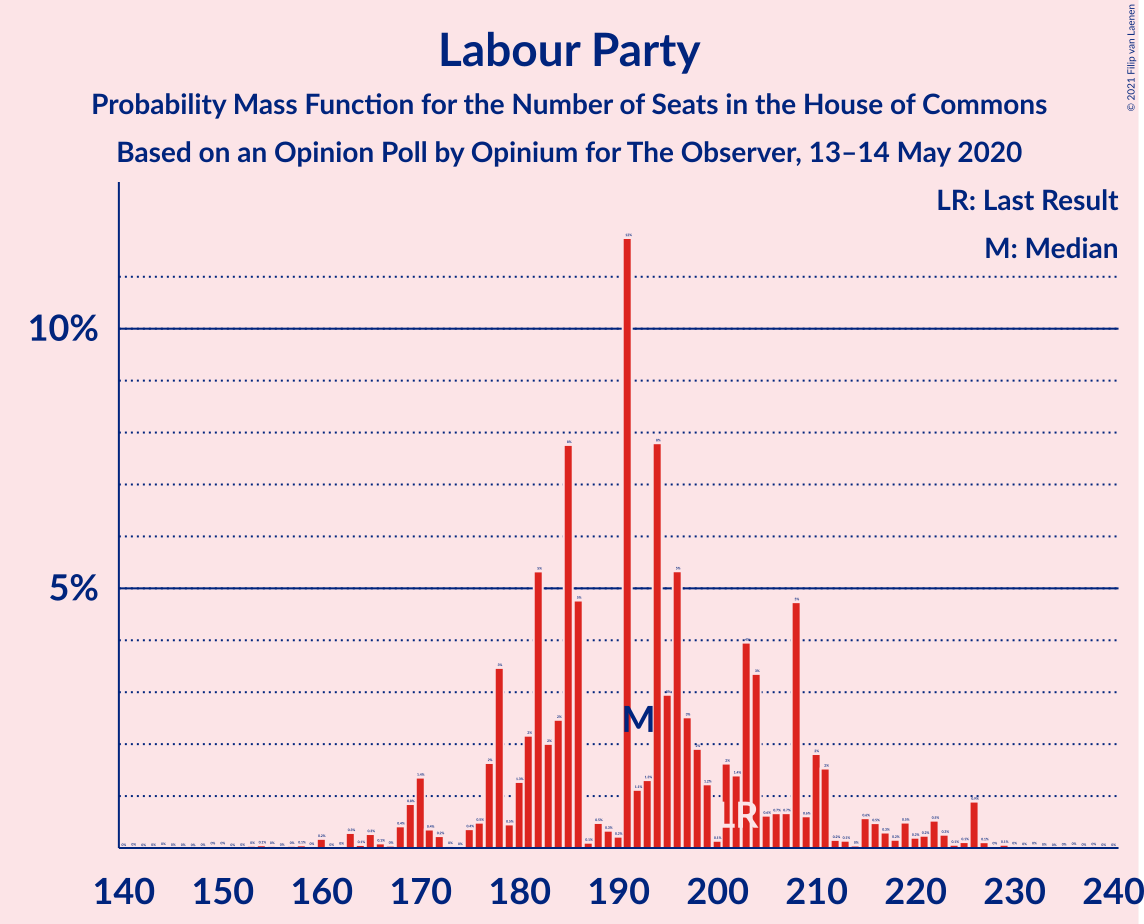 Labour Party
Probability Mass Function for the Number of Seats in the House of Commons
Based on an Opinion Poll by Opinium for The Observer, 13–14 May 2020
© 2021 Filip van Laenen
LR: Last Result
M: Median
10%
5%
M
LR
140 150 160 170 180 190 200 210 220 230 240